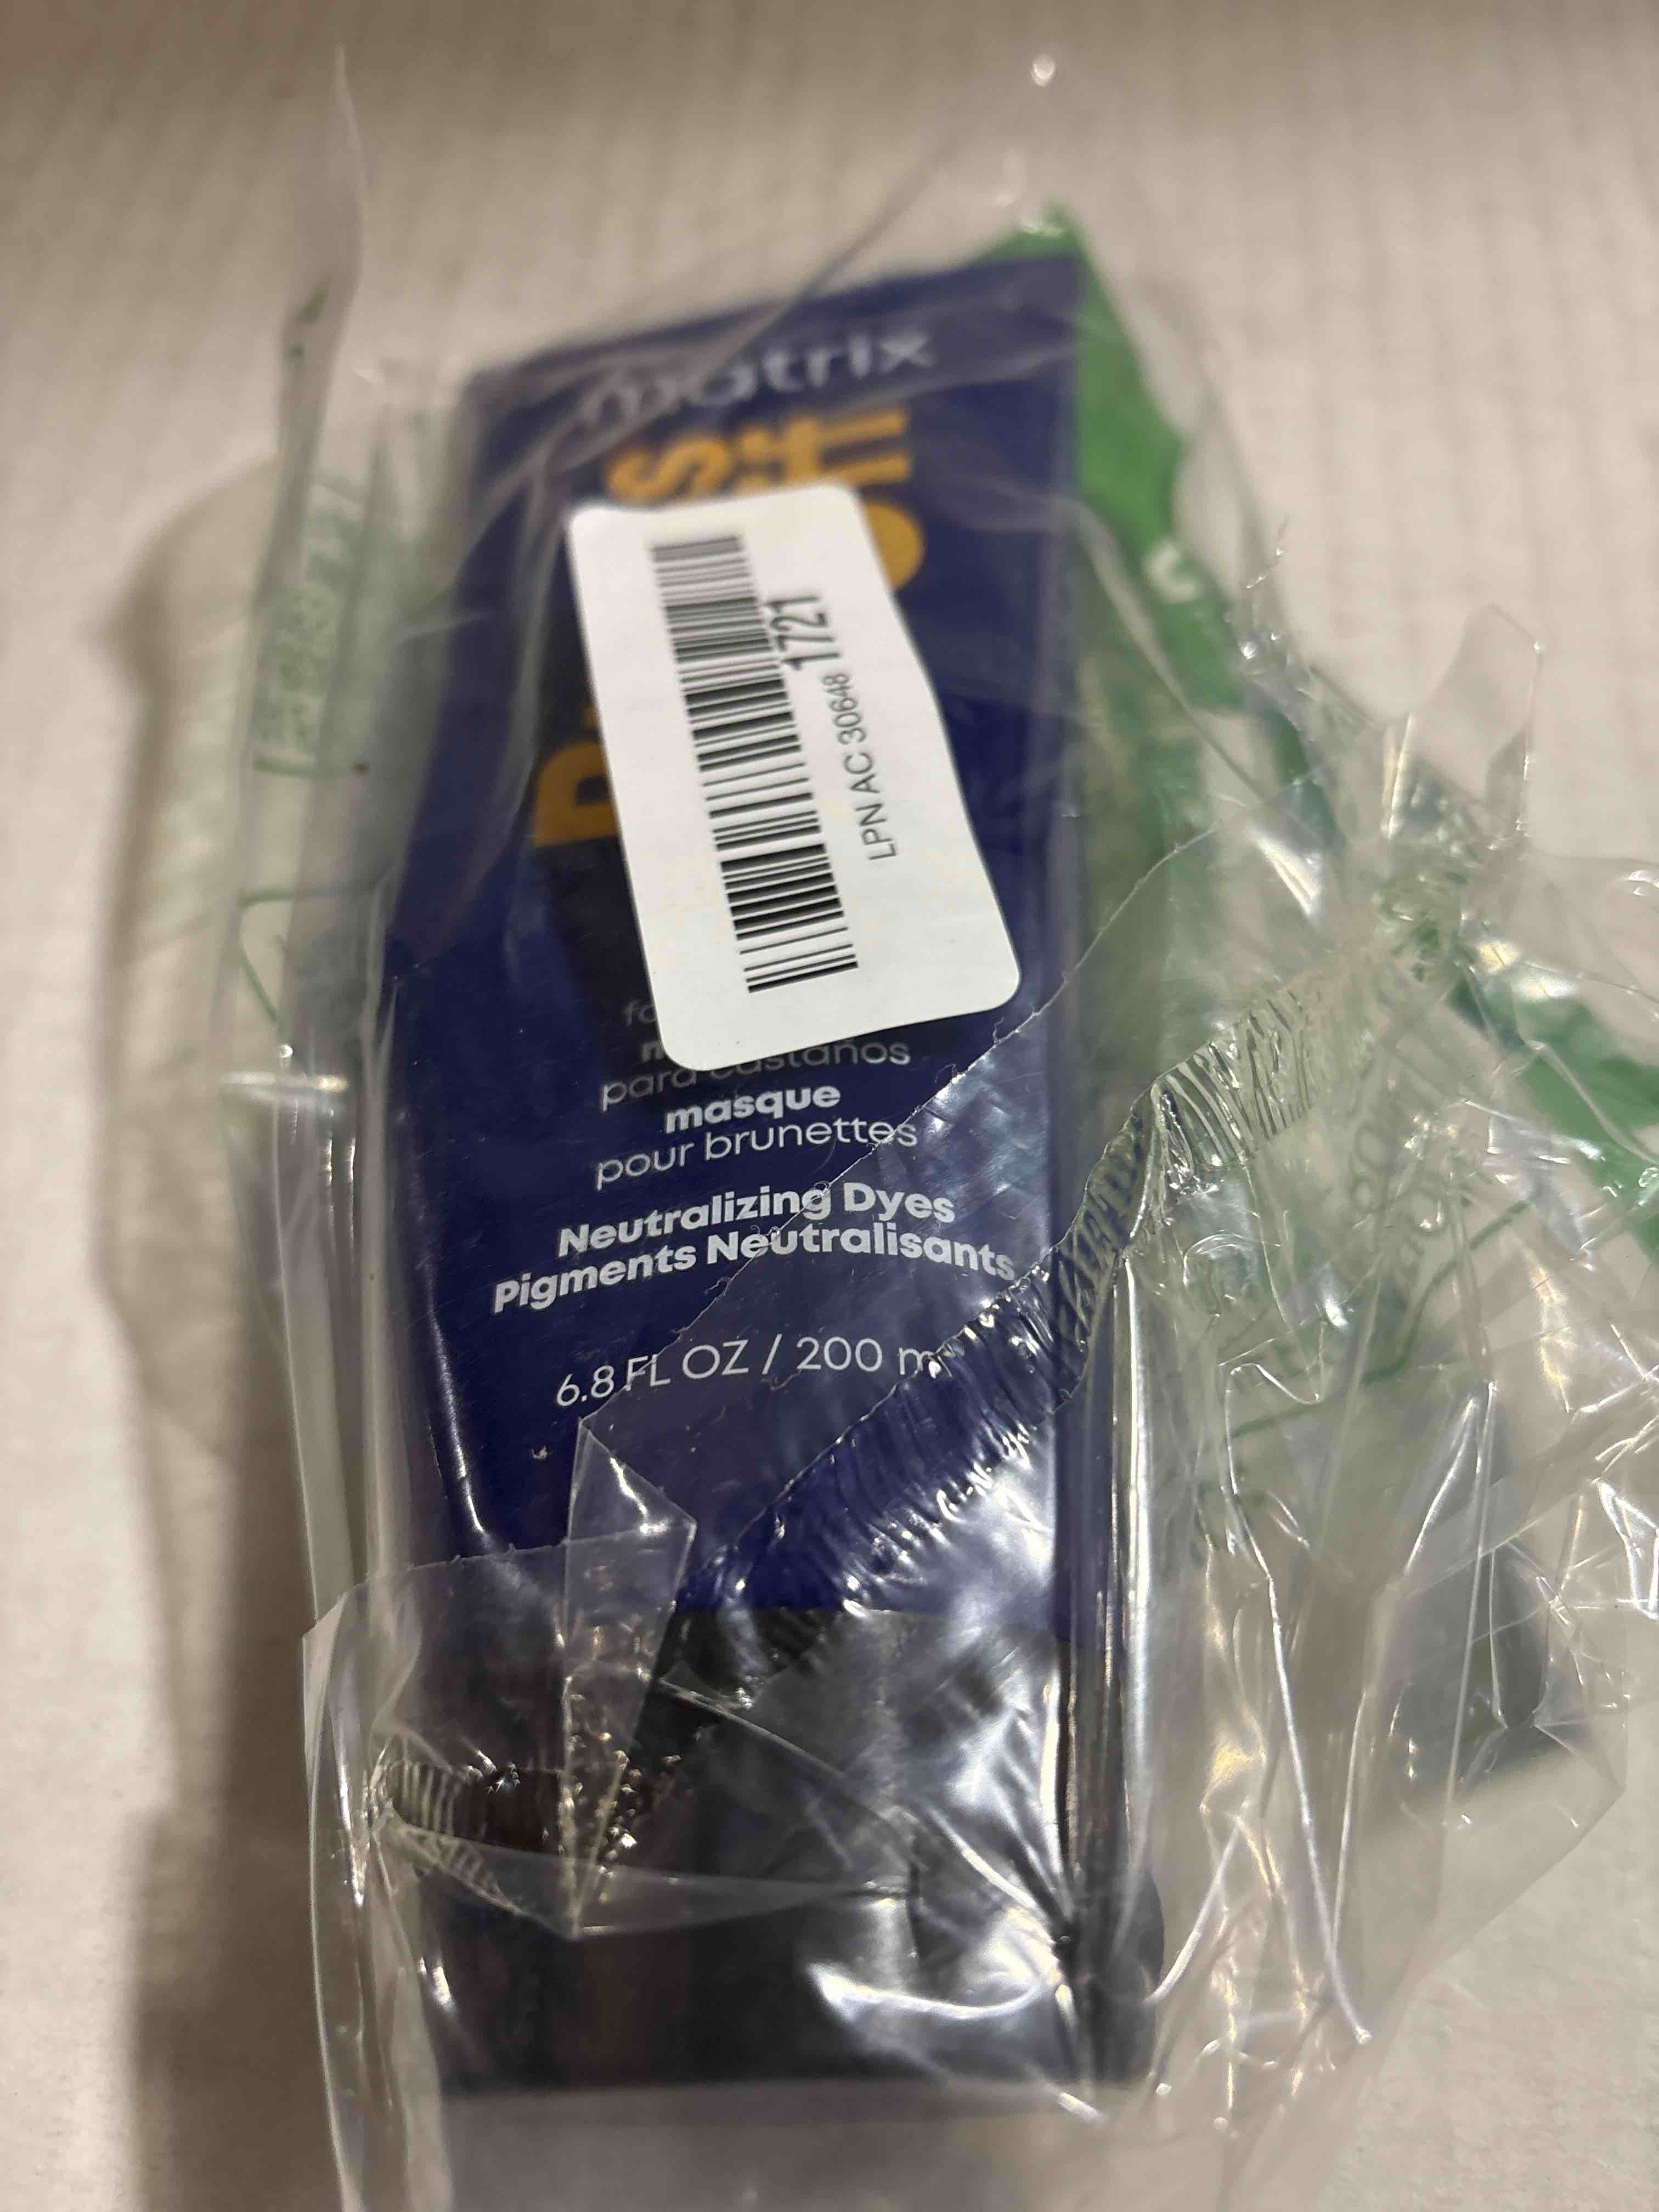 matrix
1721
LPN AC 30648
para castaños
masque
pour brunettes
Neutralizing Dyes
Pigments Neutralisants
6.8 FL OZ / 200 m